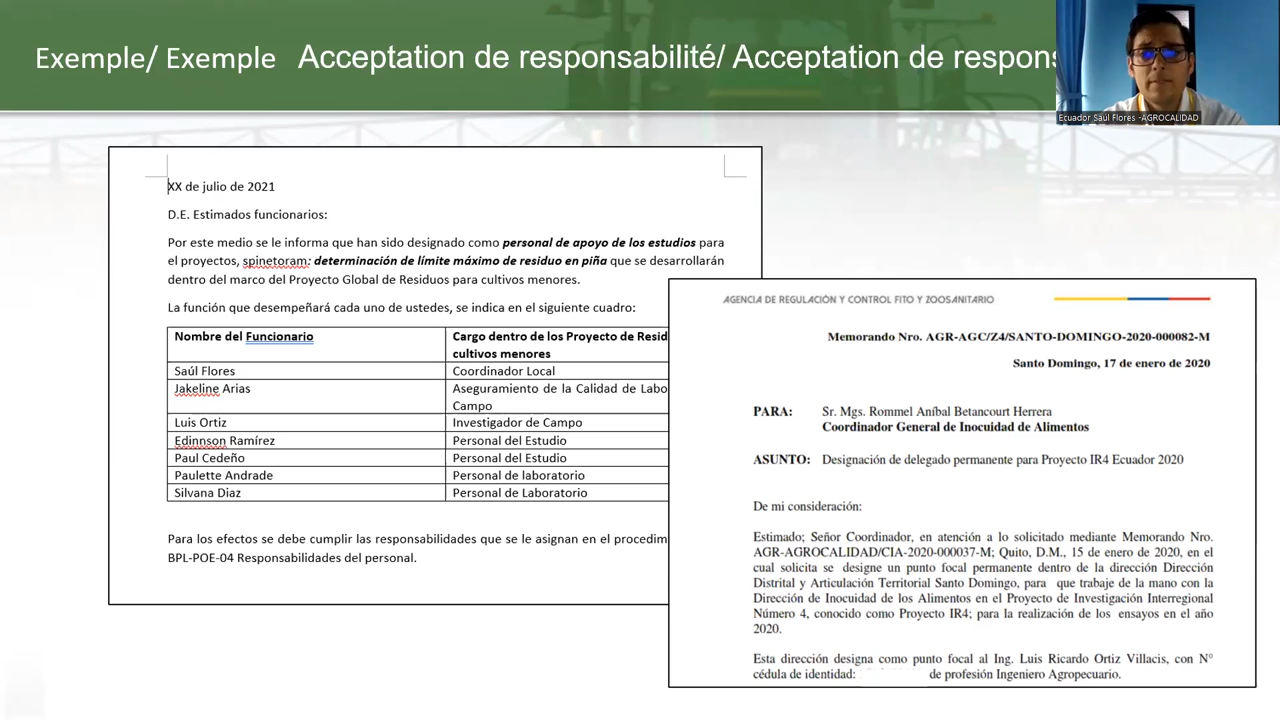 Exemple/ Exemple Acceptation de responsabilité/ Acceptation de
Ecuador Saúl Flores -AGROCALIDAD
XX de julio de 2021
D.E. Estimados funcionarios:
Por este medio se le informa que han sido designado como personal de apoyo de los estudios para
el proyectos, spinetoram: determinación de límite máximo de residuo en piña que se desarrollarán
dentro del marco del Proyecto Global de Residuos para cultivos menores.
La función que desempeñará cada uno de ustedes, se indica en el siguiente cuadro:
Nombre del Funcionario
Cargo dentro de los Proyecto de
cultivos menores
Saúl Flores
Coordinador Local
Jakeline Arias
Aseguramiento de la Calidad de
Campo
Luis Ortiz
Investigador de Campo
Edinnson Ramírez
Personal del Estudio
Paul Cedeño
Personal del Estudio
Paulette Andrade
Personal de laboratorio
Silvana Diaz
Personal de Laboratorio
Para los efectos se debe cumplir las responsabilidades que se le asignan en el
BPL-POE-04 Responsabilidades del personal.
AGENCIA DE REGULACIÓN Y CONTROL FITO Y ZOOSANITARIO
Memorando Nro. AGR-AGC/Z4/SANTO-DOMINGO-2020-000082-M
Santo Domingo, 17 de enero de 2020
PARA: Sr. Mgs. Rommel Aníbal Betancourt Herrera
Coordinador General de Inocuidad de Alimentos
ASUNTO: Designación de delegado permanente para Proyecto IR4 Ecuador 2020
De mi consideración:
Estimado; Señor Coordinador, en atención a lo solicitado mediante Memorando Nro.
AGR-AGROCALIDAD/CIA-2020-000037-M; Quito, D.M., 15 de enero de 2020, en el
cual solicita se designe un punto focal permanente dentro de la dirección Dirección
Distrital y Articulación Territorial Santo Domingo, para que trabaje de la mano con la
Dirección de Inocuidad de los Alimentos en el Proyecto de Investigación Interregional
Número 4, conocido como Proyecto IR4; para la realización de los ensayos en el año
2020.
Esta dirección designa como punto focal al Ing. Luis Ricardo Ortiz Villacis, con N°
cédula de identidad: de profesión Ingeniero Agropecuario.